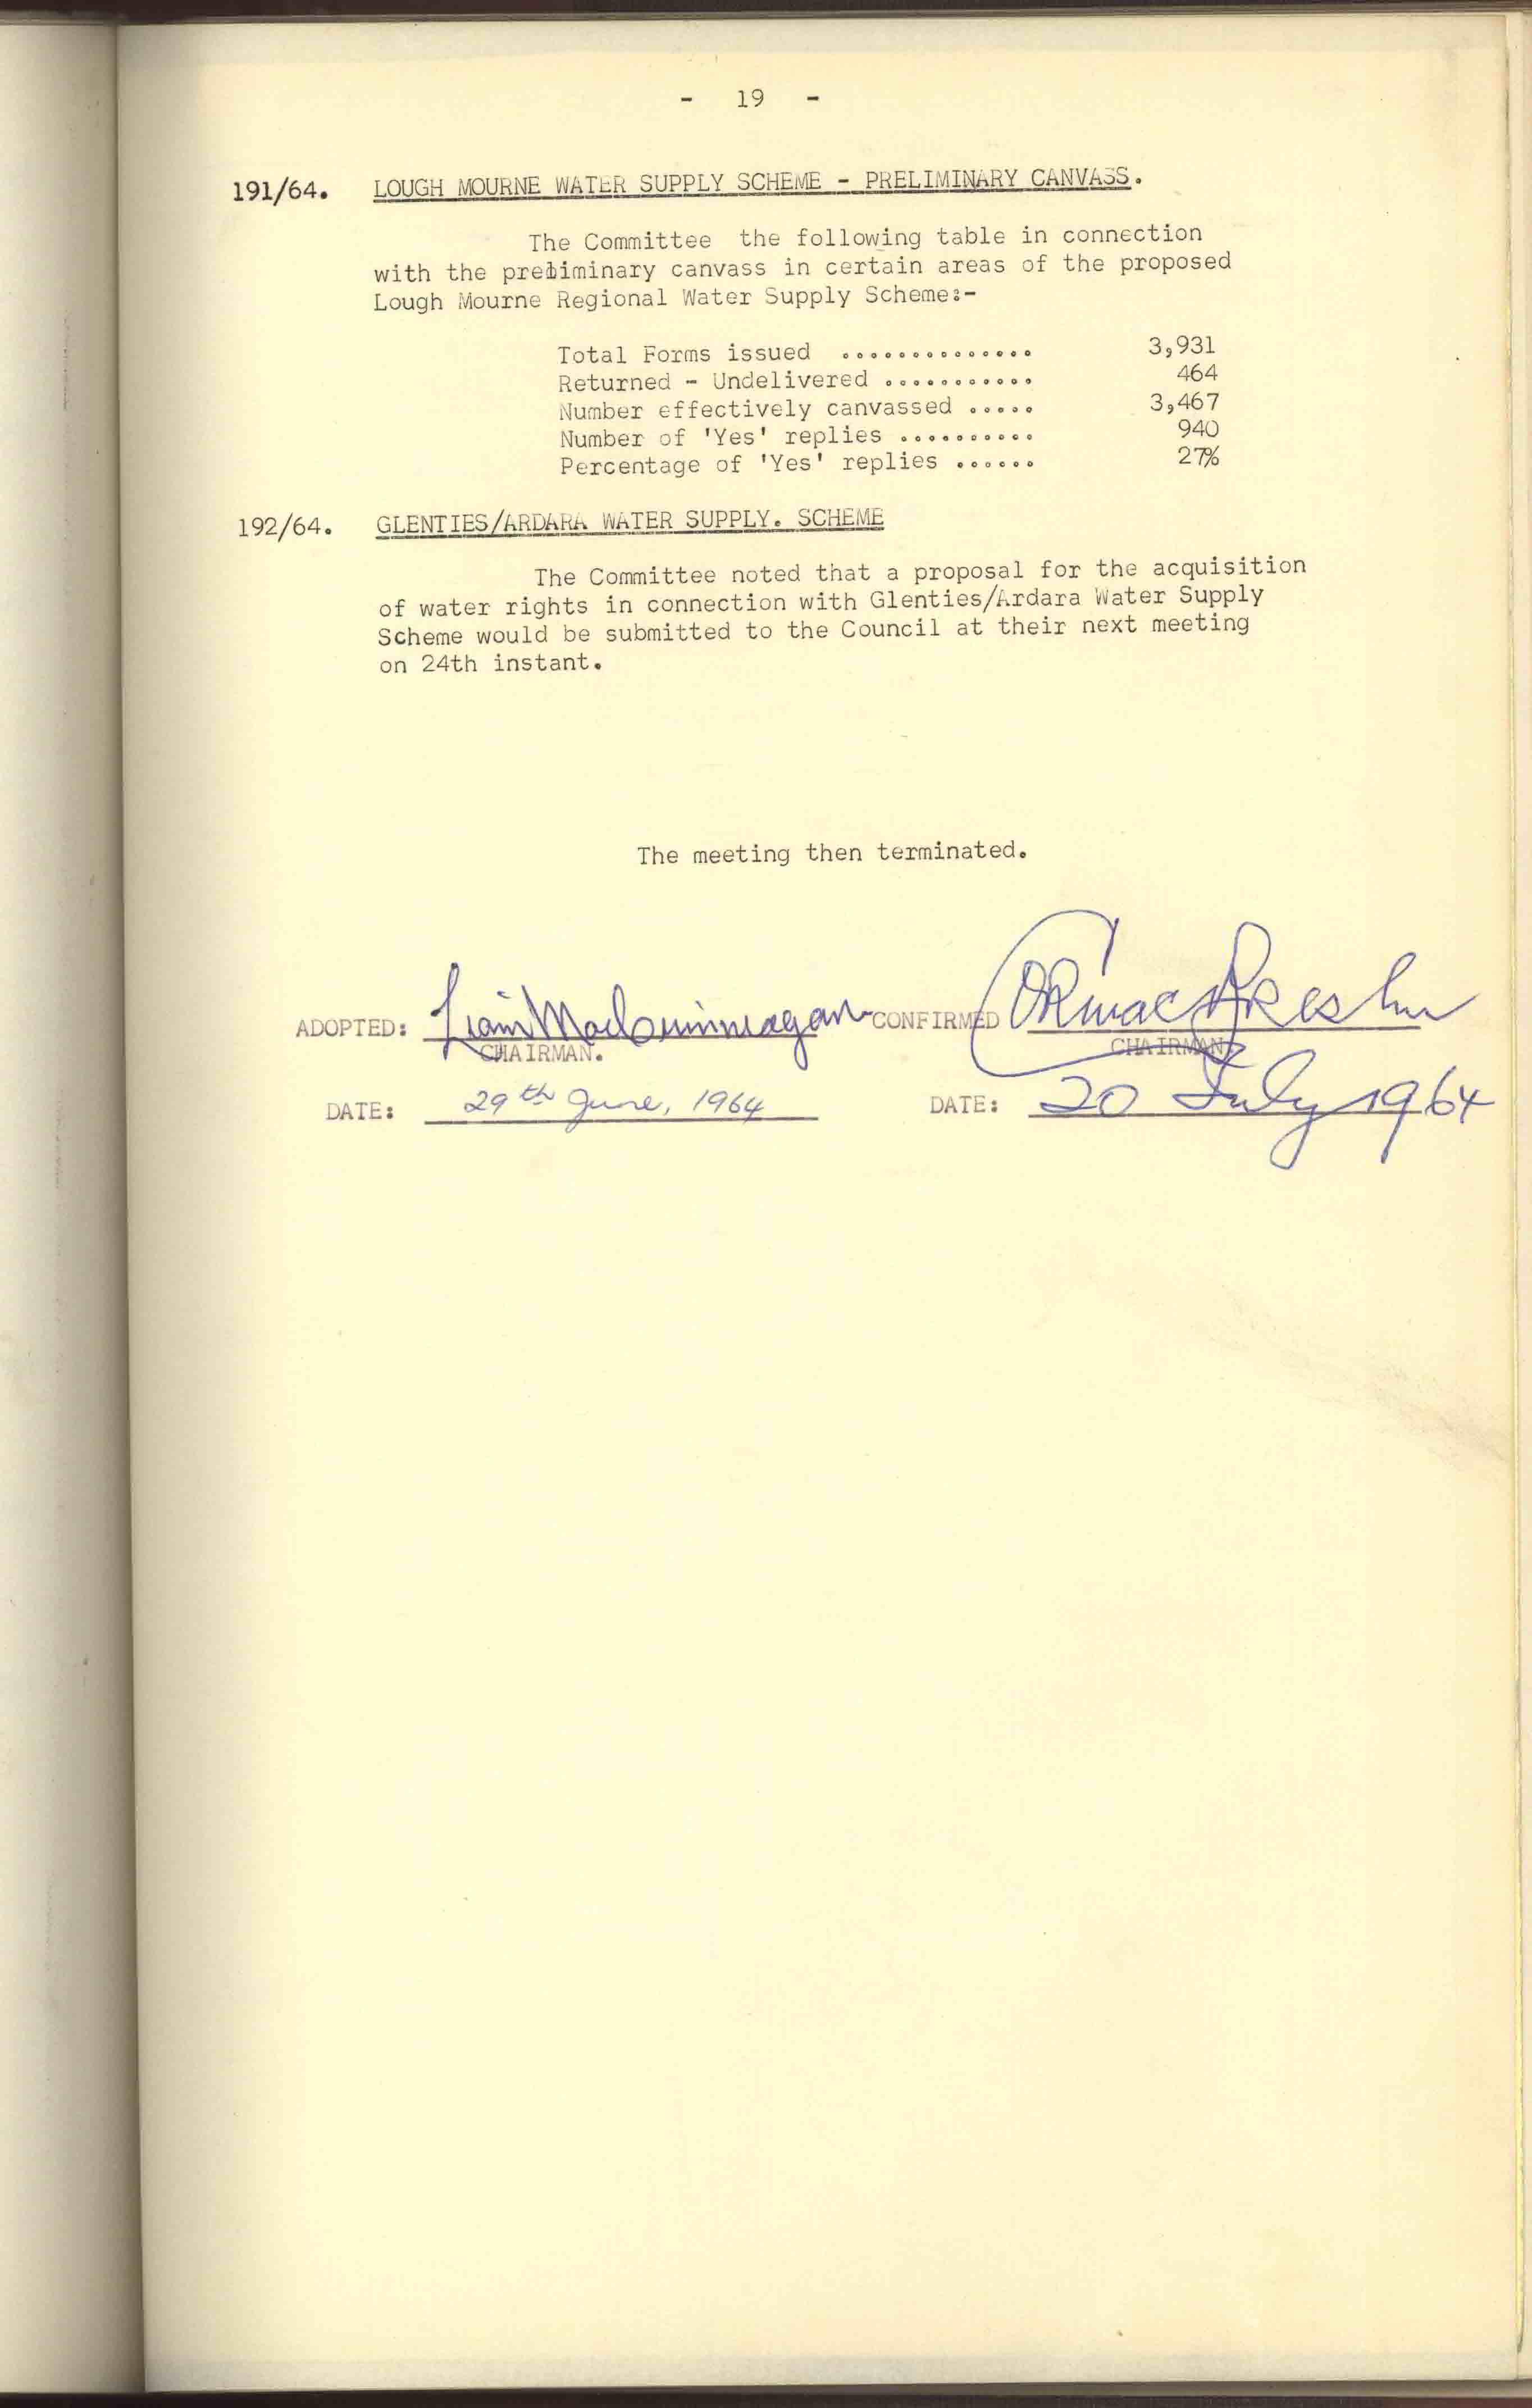 - 19 -
191/64. LOUGH MOURNE WATER SUPPLY SCHEME - PRELIMINARY CANVASS.
The Committee the following table in connection
with the preliminary canvass in certain areas of the proposed
Lough Mourne Regional Water Supply Scheme:-
Total Forms issued .............. 3,931
Returned - Undelivered ........... 464
Number effectively canvassed ..... 3,467
Number of 'Yes' replies .......... 940
Percentage of 'Yes' replies ...... 27%
192/64. GLENTIES/ARDARA WATER SUPPLY. SCHEME
The Committee noted that a proposal for the acquisition
of water rights in connection with Glenties/Ardara Water Supply
Scheme would be submitted to the Council at their next meeting
on 24th instant.
The meeting then terminated.
ADOPTED: Liam CONFIRMED
CHAIRMAN. CHAIRMAN
DATE: 29th June, 1964 DATE: 20 July 1964